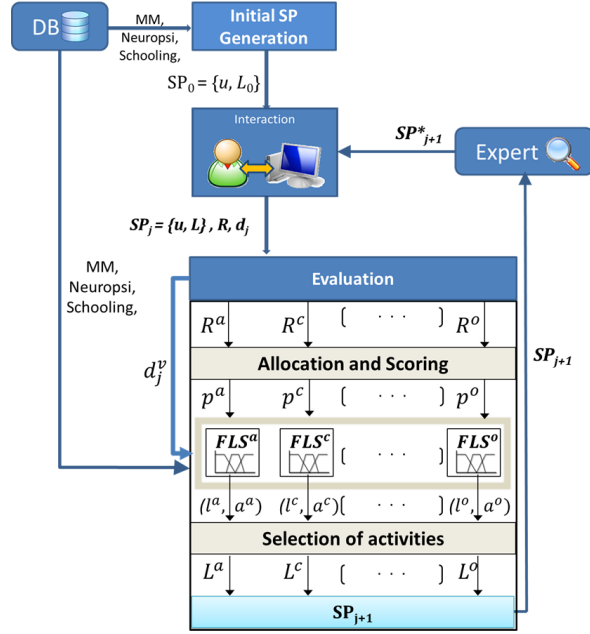 DB
MM,
Neuropsi,
Schooling,
Initial SP
Generation
SP₀ = {u, L₀}
Interaction
SP*ⱼ₊₁
Expert
SPⱼ = {u, L} , R, dⱼ
MM,
Neuropsi,
Schooling,
Evaluation
Rᵃ Rᶜ ( · · · ) Rᵒ
dⱼᵛ
SPⱼ₊₁
Allocation and Scoring
pᵃ pᶜ ( · · · ) pᵒ
FLSᵃ FLSᶜ ( · · · ) FLSᵒ
(lᵃ, aᵃ) (lᶜ, aᶜ) ( · · · ) (lᵒ, aᵒ)
Selection of activities
Lᵃ Lᶜ ( · · · ) Lᵒ
SPⱼ₊₁